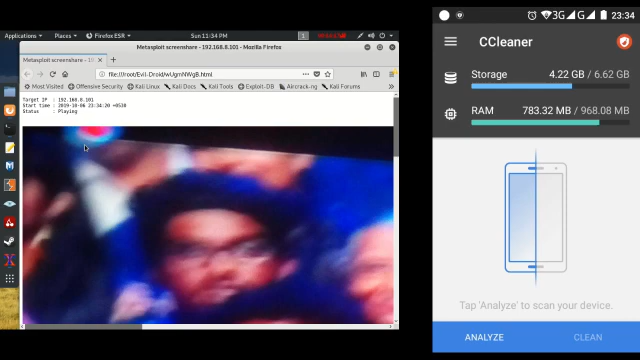 Applications Places Firefox ESR Sun 11:34 PM 1
Metasploit screenshare - 192.168.8.101 - Mozilla Firefox
Metasploit screenshare - 19
file:///root/Evil-Droid/wUgmNWgB.html
Most Visited Offensive Security Kali Linux Kali Docs Kali Tools Exploit-DB Aircrack-ng Kali Forums
Target IP : 192.168.8.101
Start time : 2019-10-06 23:34:20 +0530
Status : Playing
3G G 23:34
CCleaner
Storage 4.22 GB / 6.62 GB
RAM 783.32 MB / 968.08 MB
Tap 'Analyze' to scan your device.
ANALYZE CLEAN